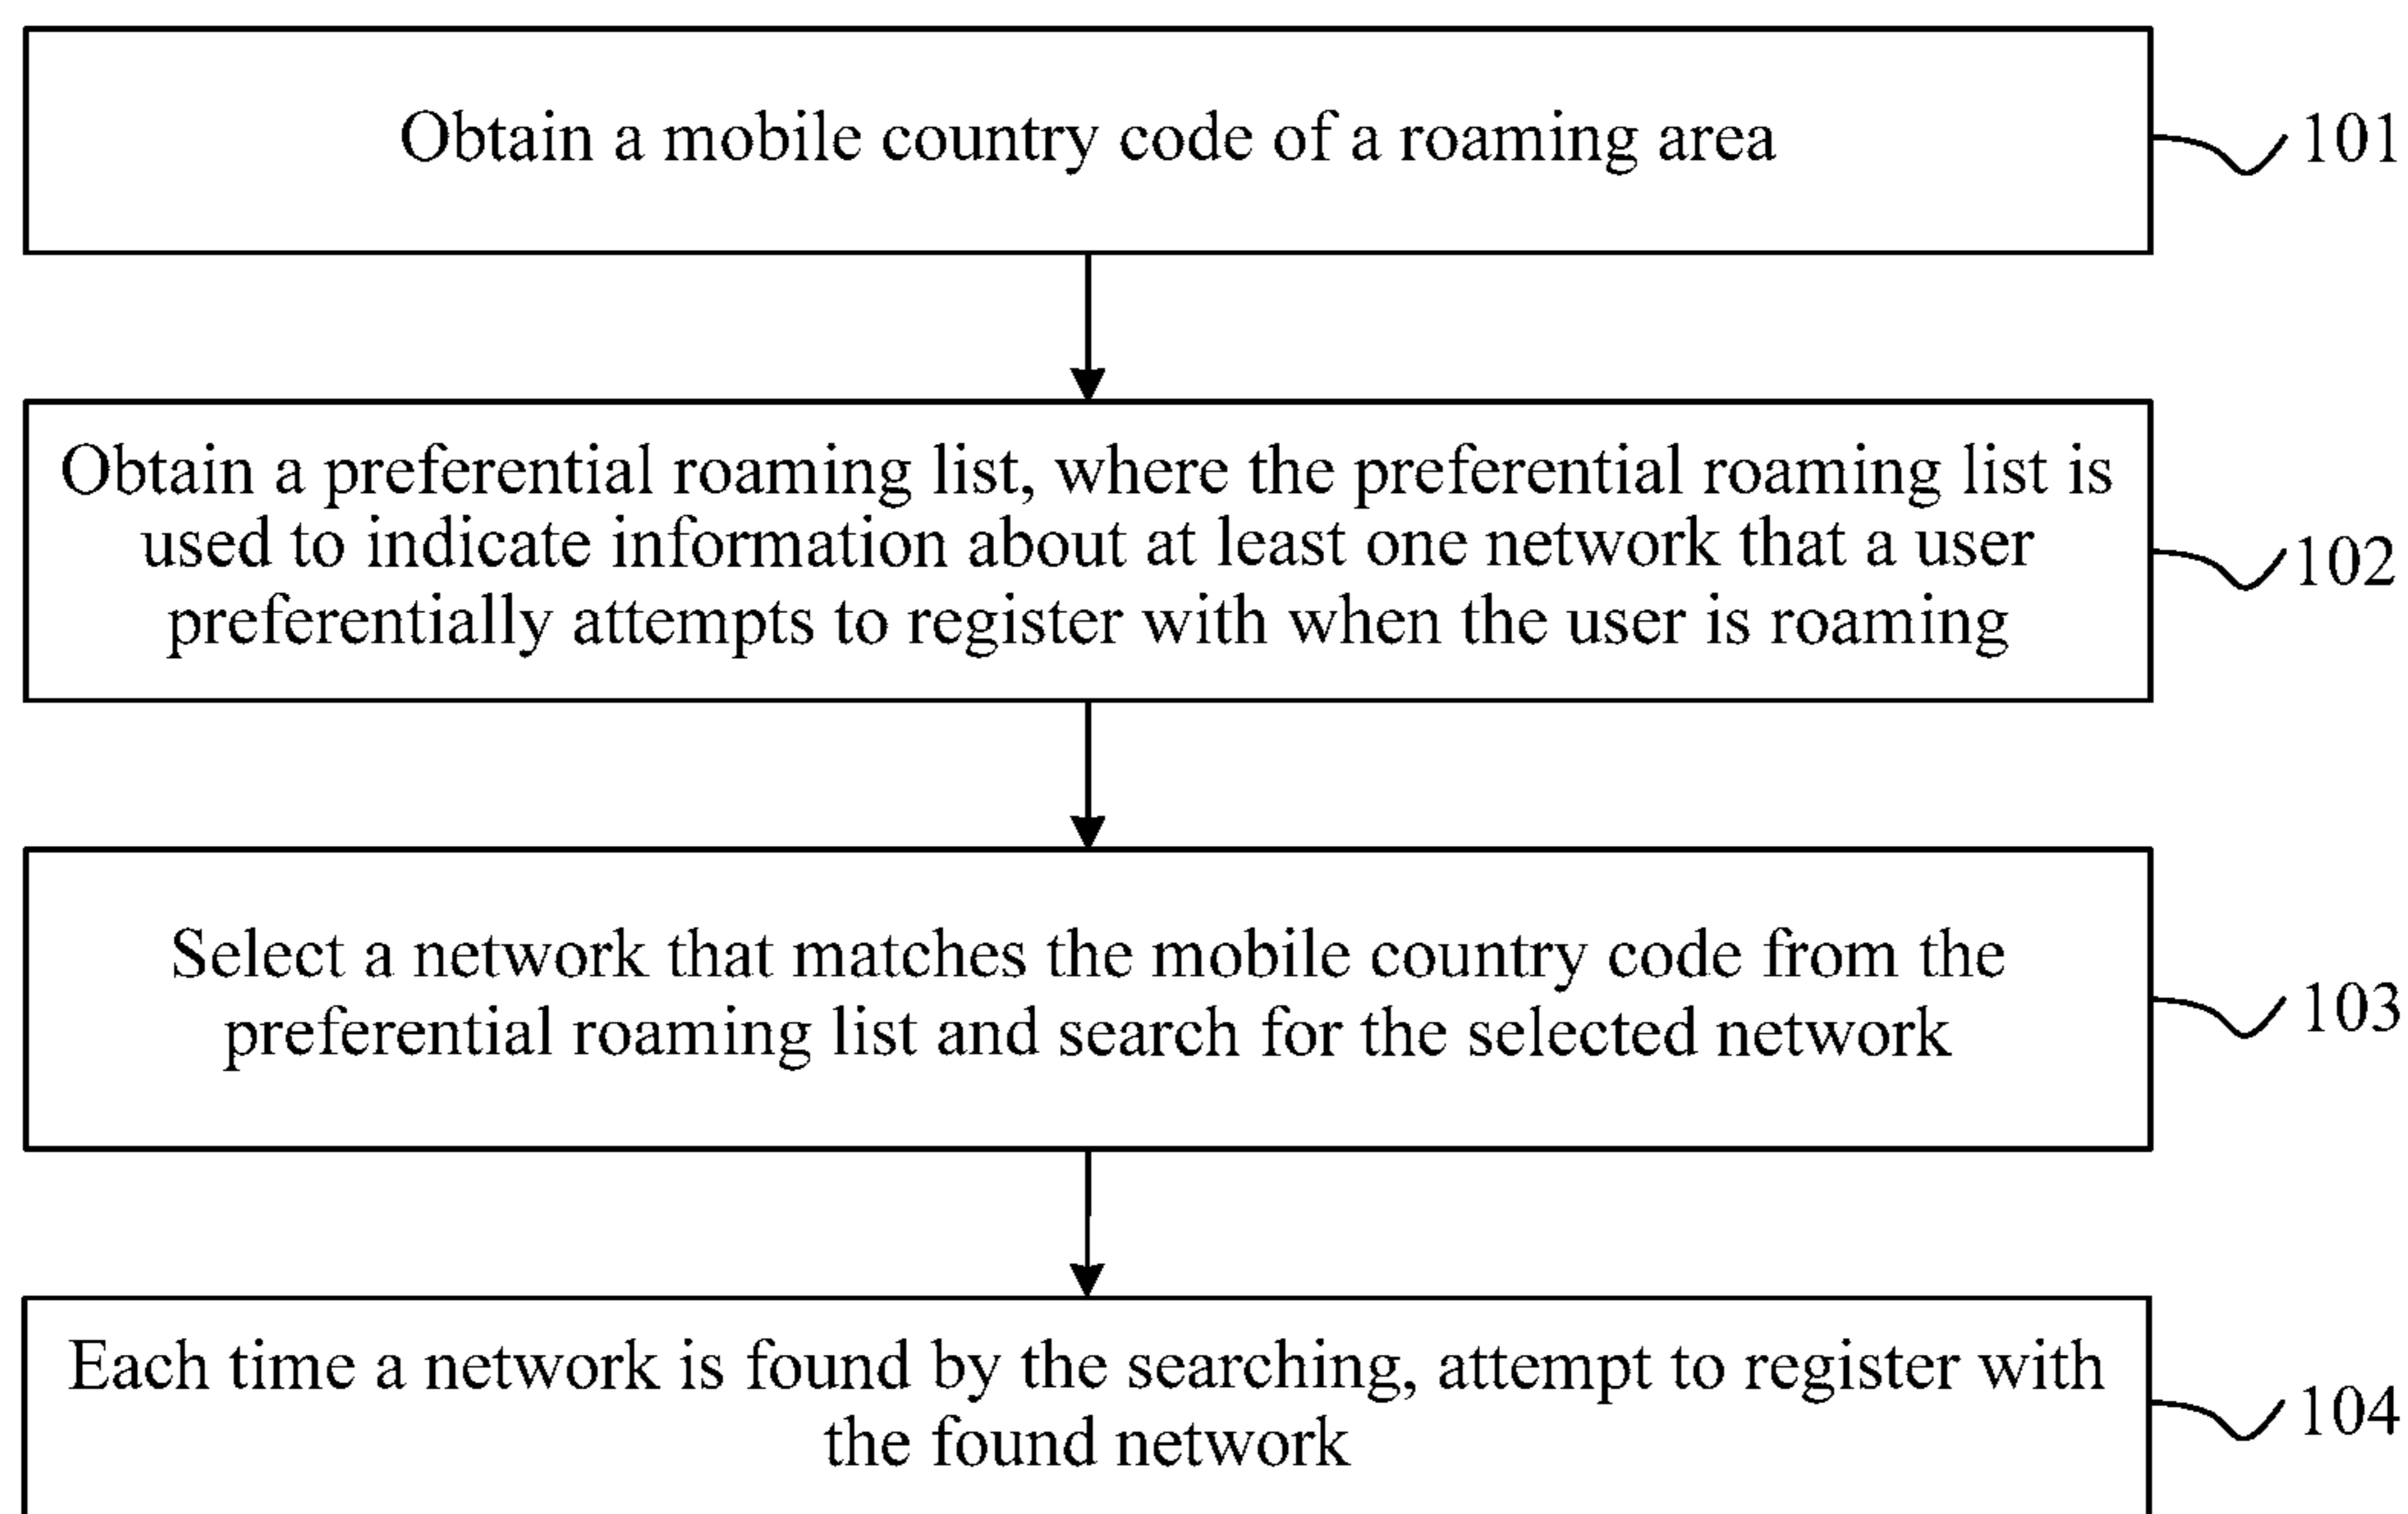 Obtain a mobile country code of a roaming area
101
Obtain a preferential roaming list, where the preferential roaming list is
used to indicate information about at least one network that a user
preferentially attempts to register with when the user is roaming
102
Select a network that matches the mobile country code from the
preferential roaming list and search for the selected network
103
Each time a network is found by the searching, attempt to register with
the found network
104